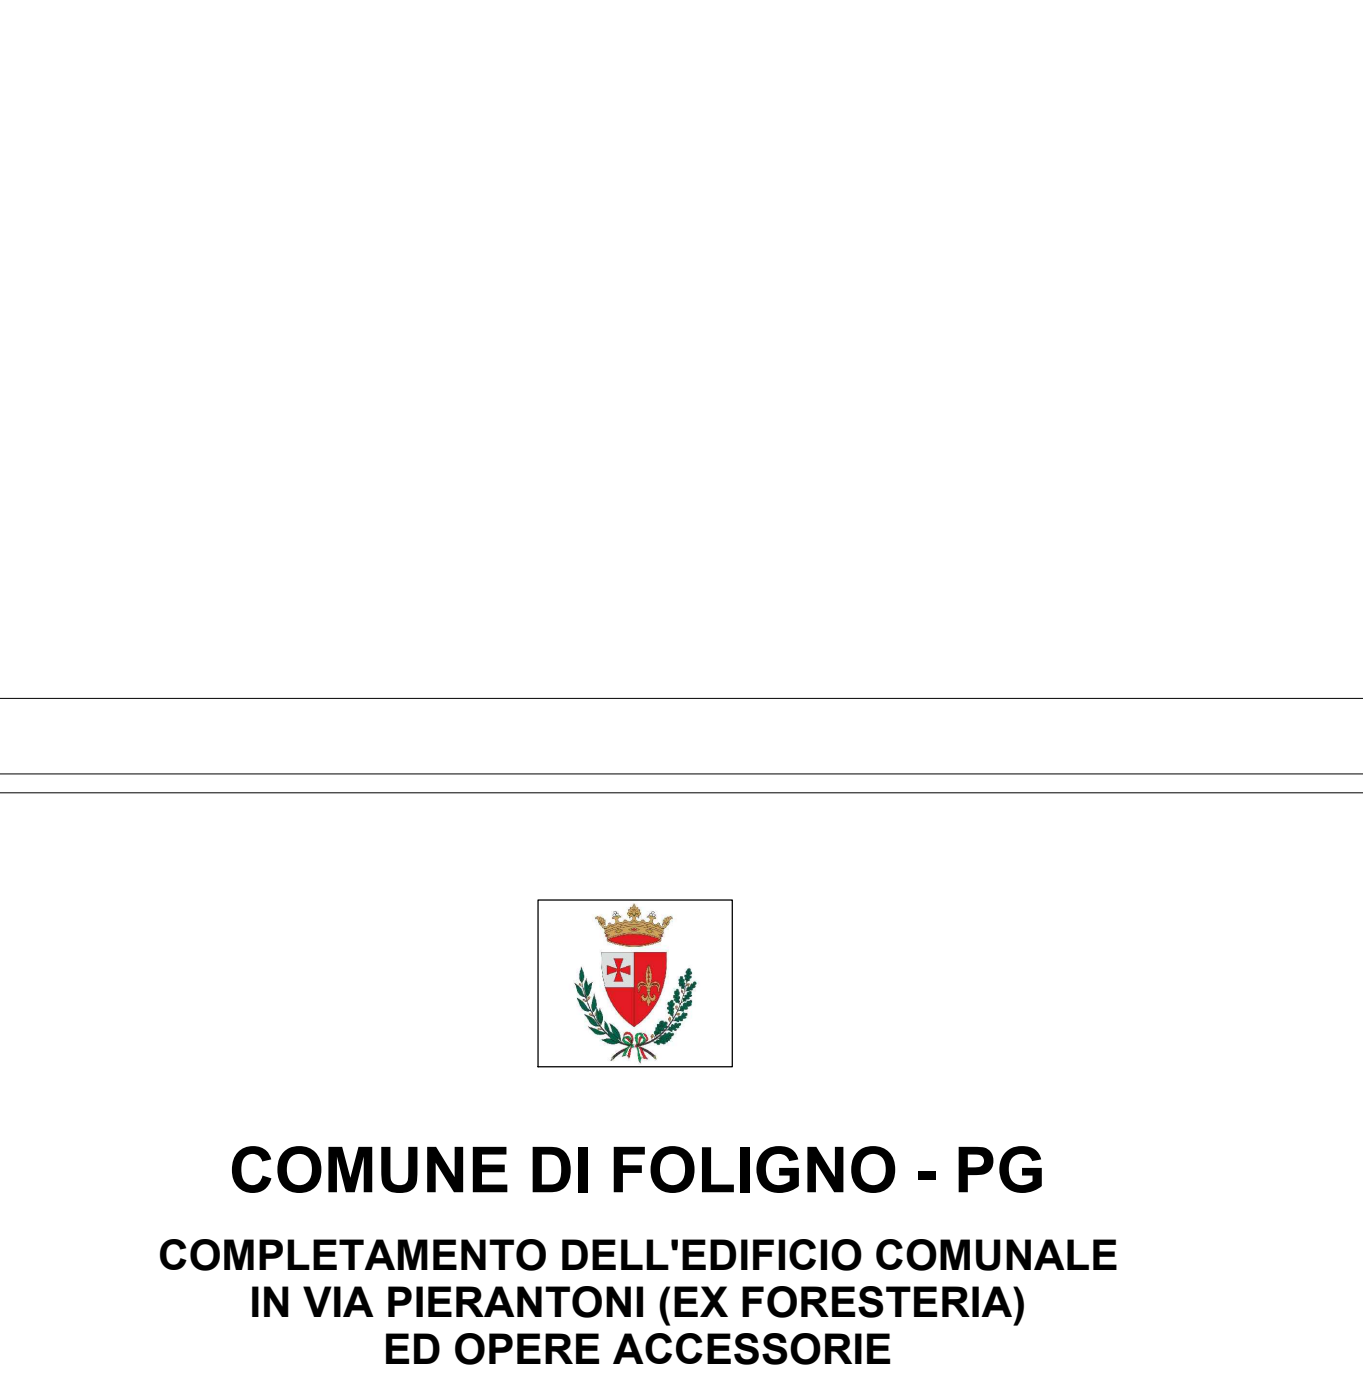 COMUNE DI FOLIGNO - PG
COMPLETAMENTO DELL'EDIFICIO COMUNALE
IN VIA PIERANTONI (EX FORESTERIA)
ED OPERE ACCESSORIE